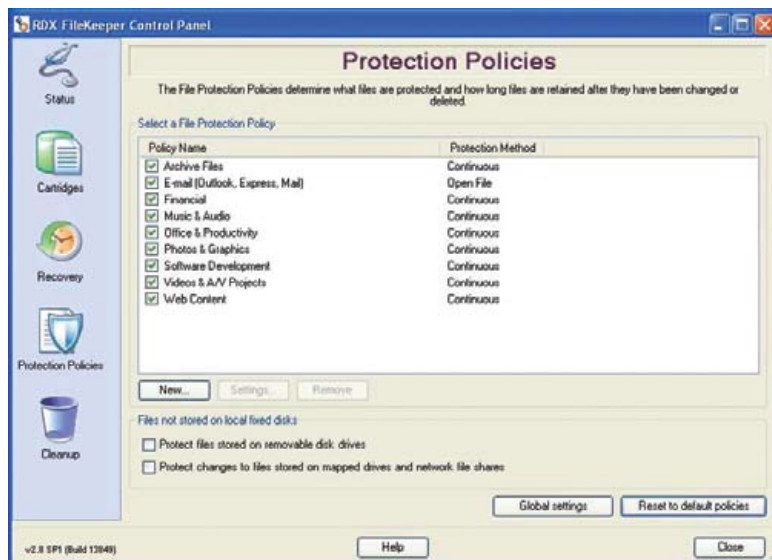 RDX FileKeeper Control Panel
Status
Cartridges
Recovery
Protection Policies
Cleanup
Protection Policies
The File Protection Policies determine what files are protected and how long files are retained after they have been changed or
deleted.
Select a File Protection Policy
Policy Name Protection Method
Archive Files Continuous
E-mail (Outlook, Express, Mail) Open File
Financial Continuous
Music & Audio Continuous
Office & Productivity Continuous
Photos & Graphics Continuous
Software Development Continuous
Videos & A/V Projects Continuous
Web Content Continuous
New... Settings... Remove
Files not stored on local fixed disks
Protect files stored on removable disk drives
Protect changes to files stored on mapped drives and network file shares
Global settings Reset to default policies
v2.8 SP1 (Build 13849) Help Close